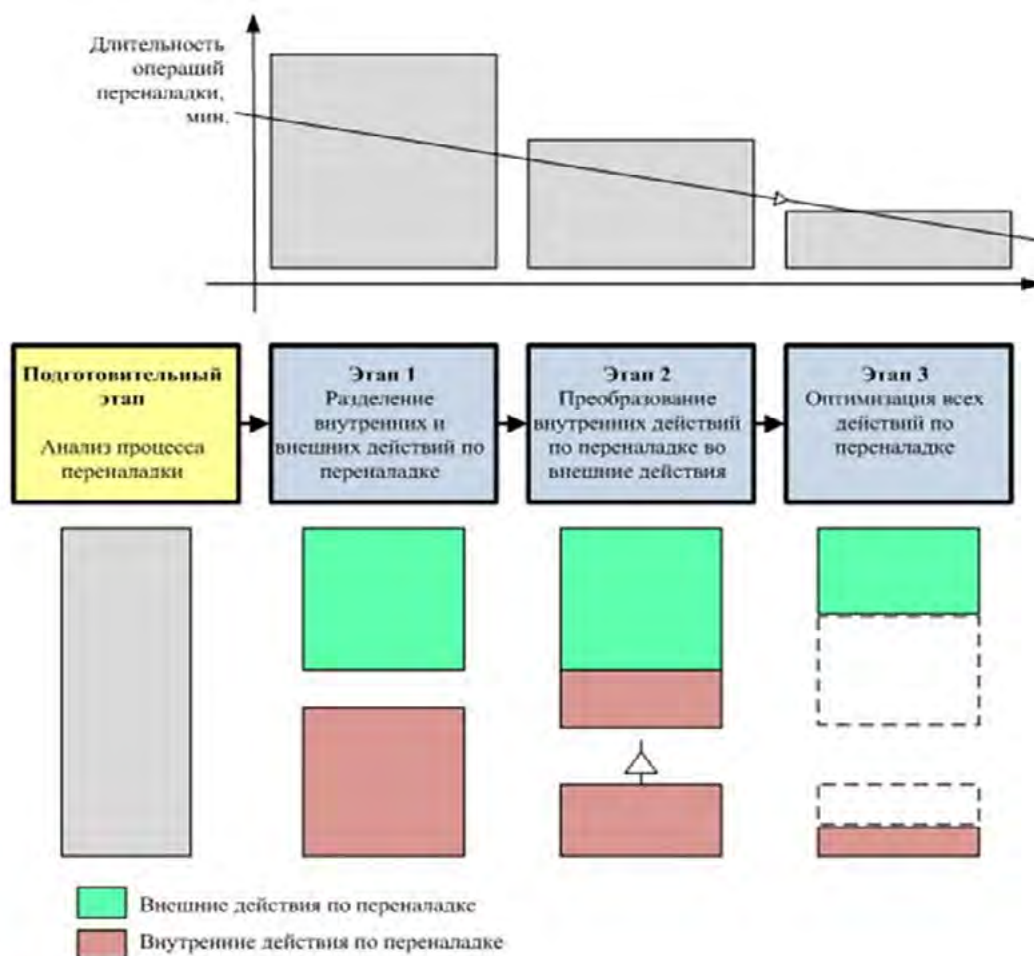 Длительность
операций
переналадки,
мин.
Подготовительный
этап
Анализ процесса
переналадки
Этап 1
Разделение
внутренних и
внешних действий по
переналадке
Этап 2
Преобразование
внутренних действий
по переналадке во
внешние действия
Этап 3
Оптимизация всех
действий по
переналадке
Внешние действия по переналадке
Внутренние действия по переналадке